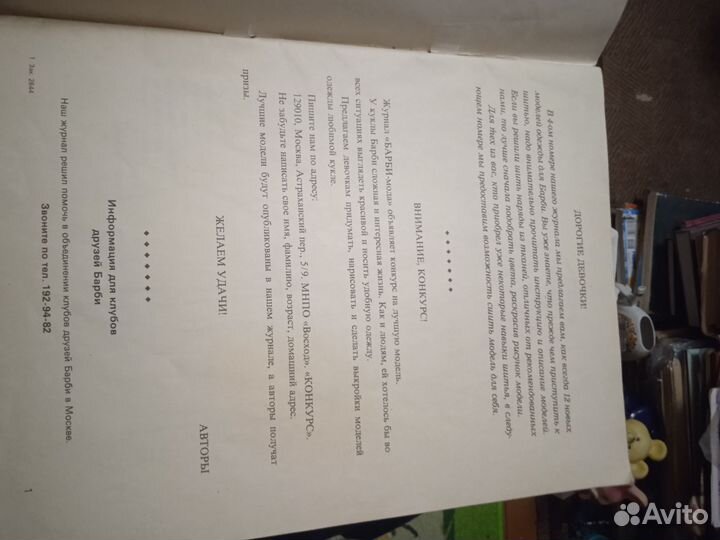 ДОРОГИЕ ДЕВОЧКИ!
В 4-ом номере нашего журнала мы предлагаем вам, как всегда 12 новых
моделей одежды для Барби. Вы уже знаете, что прежде чем приступить к
шитью, надо внимательно прочитать инструкцию и описание моделей.
Если вы решили шить наряды из тканей, отличных от рекомендованных
нами, то лучше сначала подобрать цвета, раскрасив рисунок модели.
Для тех из вас, кто приобрел уже некоторые навыки шитья, в следу-
ющем номере мы предоставим возможность сшить модель для себя.
ВНИМАНИЕ, КОНКУРС!
Журнал «БАРБИ-мода» объявляет конкурс на лучшую модель.
У куклы Барби сложная и интересная жизнь. Как и людям, ей хотелось бы во
всех ситуациях выглядеть красивой и носить удобную одежду.
Предлагаем девочкам придумать, нарисовать и сделать выкройки моделей
одежды любимой кукле.
Пишите нам по адресу:
129010, Москва, Астраханский пер., 5/9, МНПО «Восход», «КОНКУРС».
Не забудьте написать свое имя, фамилию, возраст, домашний адрес.
Лучшие модели будут опубликованы в нашем журнале, а авторы получат
призы.
ЖЕЛАЕМ УДАЧИ!
АВТОРЫ
Информация для клубов
друзей Барби
Наш журнал решил помочь в объединении клубов друзей Барби в Москве.
Звоните по тел. 192-94-82
1 Зак. 2844
1
Avito